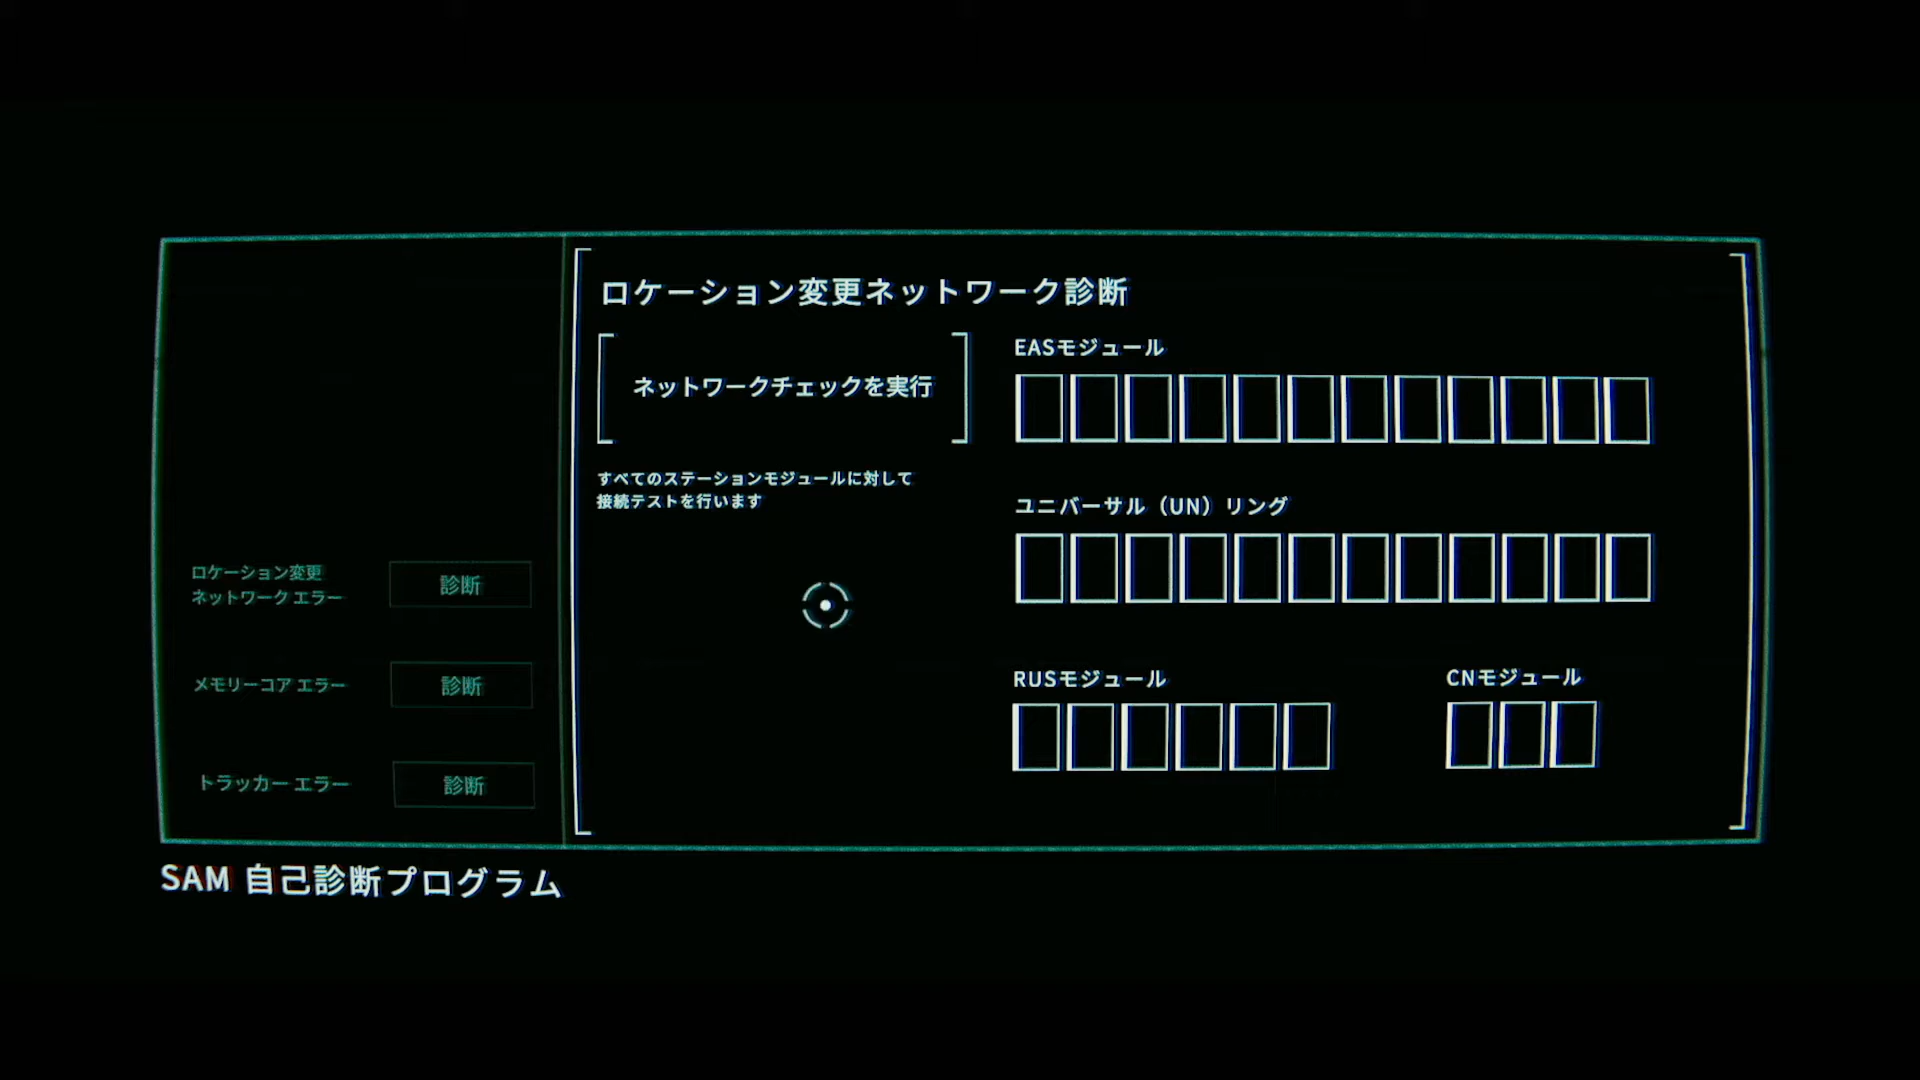 ロケーション変更ネットワーク診断
ネットワークチェックを実行
すべてのステーションモジュールに対して
接続テストを行います
EASモジュール
ユニバーサル（UN）リング
RUSモジュール
CNモジュール
ロケーション変更
ネットワーク エラー
診断
メモリーコア エラー
診断
トラッカー エラー
診断
SAM 自己診断プログラム